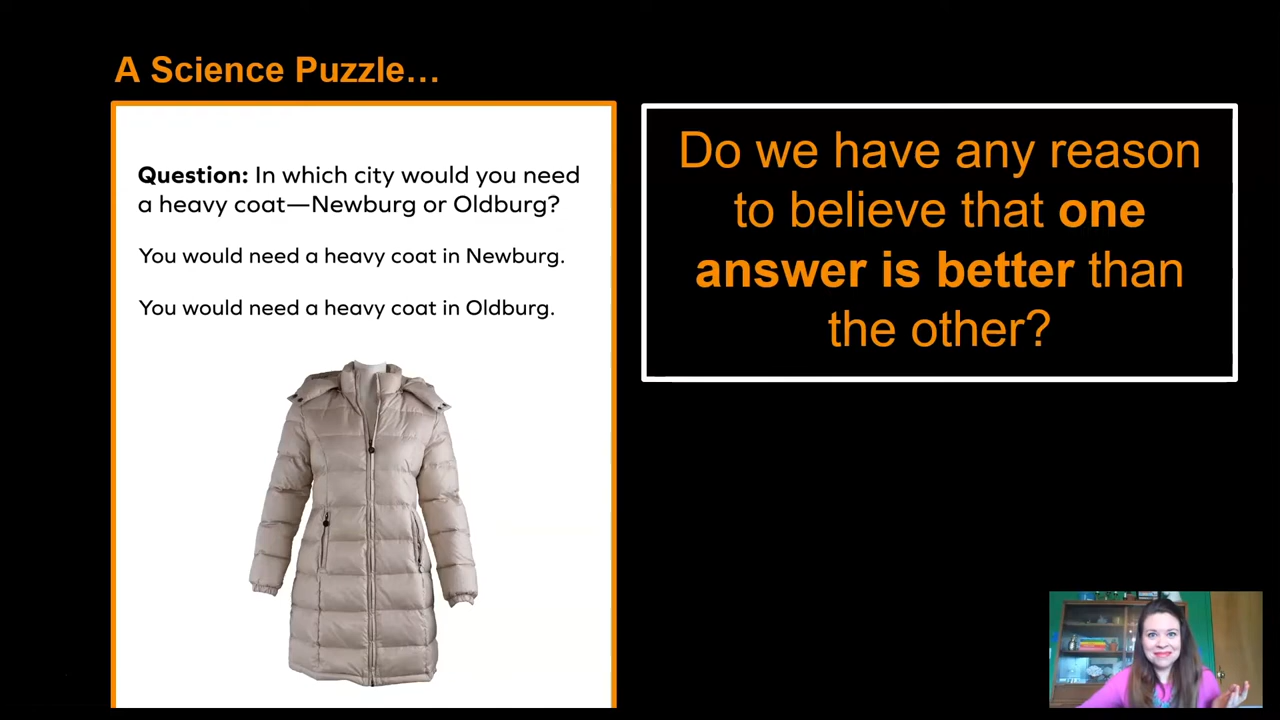 A Science Puzzle…
Question: In which city would you need
a heavy coat—Newburg or Oldburg?
You would need a heavy coat in Newburg.
You would need a heavy coat in Oldburg.
Do we have any reason
to believe that one
answer is better than
the other?